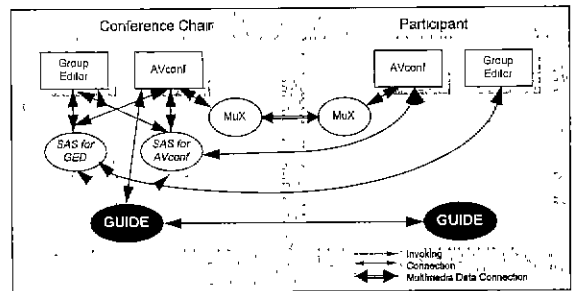 Conference Chair
Participant
Group
Editor
AVconf
AVconf
Group
Editor
MuX
MuX
SAS for
GED
SAS for
AVconf
GUIDE
GUIDE
Invoking
Connection
Multimedia Data Connection